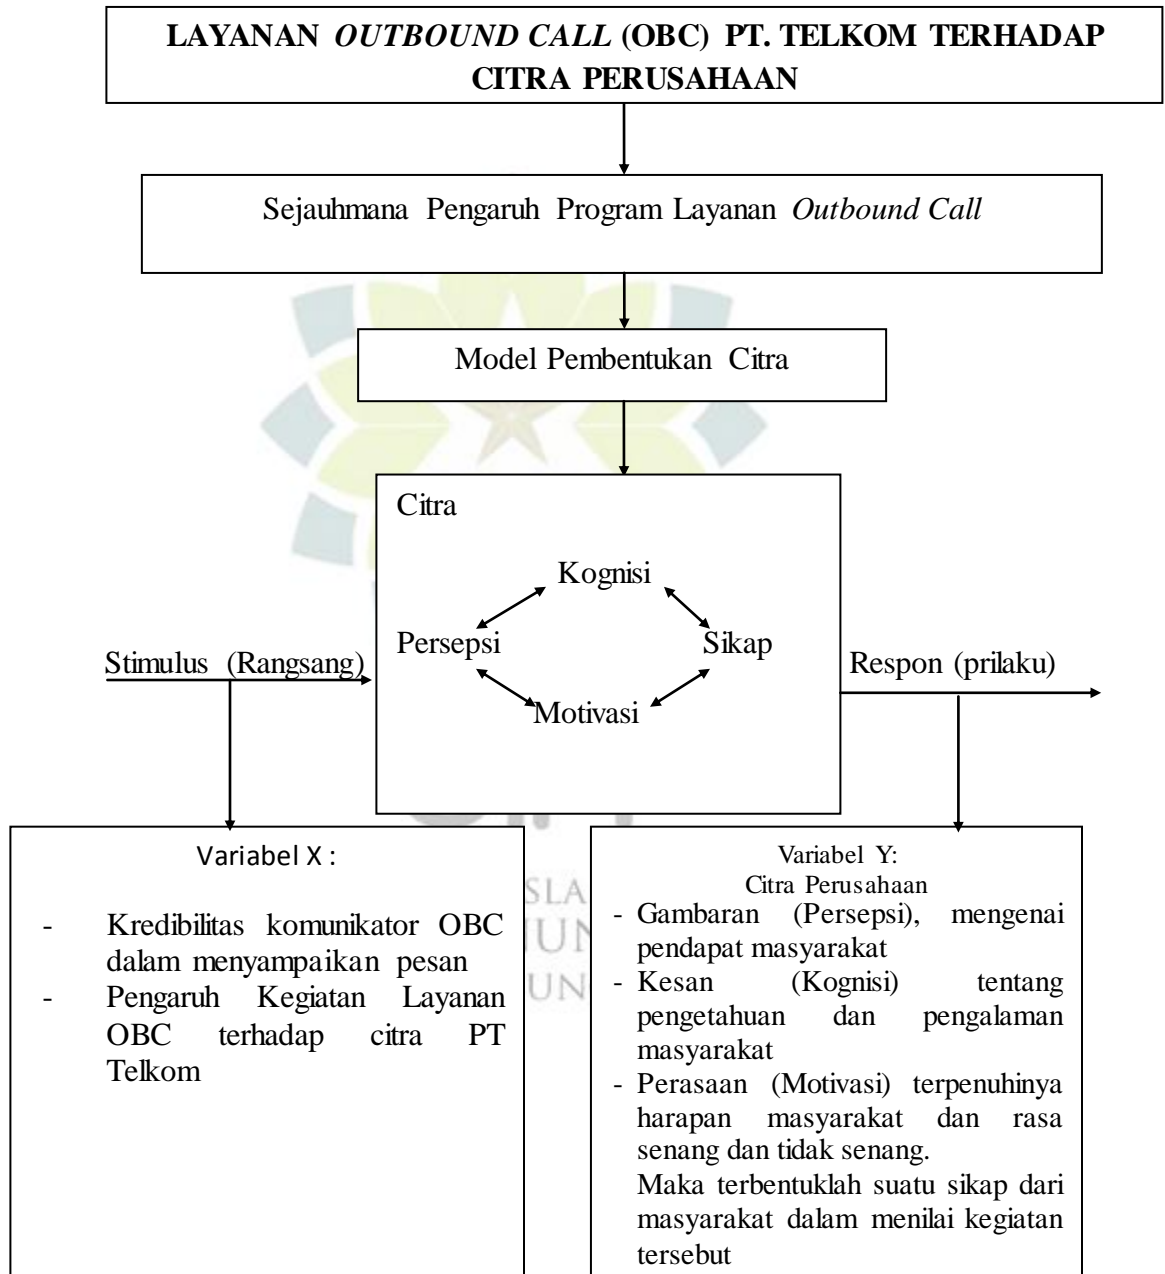 LAYANAN OUTBOUND CALL (OBC) PT. TELKOM TERHADAP
CITRA PERUSAHAAN
Sejauhmana Pengaruh Program Layanan Outbound Call
Model Pembentukan Citra
Citra
Kognisi
Persepsi
Sikap
Motivasi
Stimulus (Rangsang)
Respon (prilaku)
Variabel X :
- Kredibilitas komunikator OBC
dalam menyampaikan pesan
- Pengaruh Kegiatan Layanan
OBC terhadap citra PT
Telkom
Variabel Y:
Citra Perusahaan
- Gambaran (Persepsi), mengenai
pendapat masyarakat
- Kesan (Kognisi) tentang
pengetahuan dan pengalaman
masyarakat
- Perasaan (Motivasi) terpenuhinya
harapan masyarakat dan rasa
senang dan tidak senang.
Maka terbentuklah suatu sikap dari
masyarakat dalam menilai kegiatan
tersebut